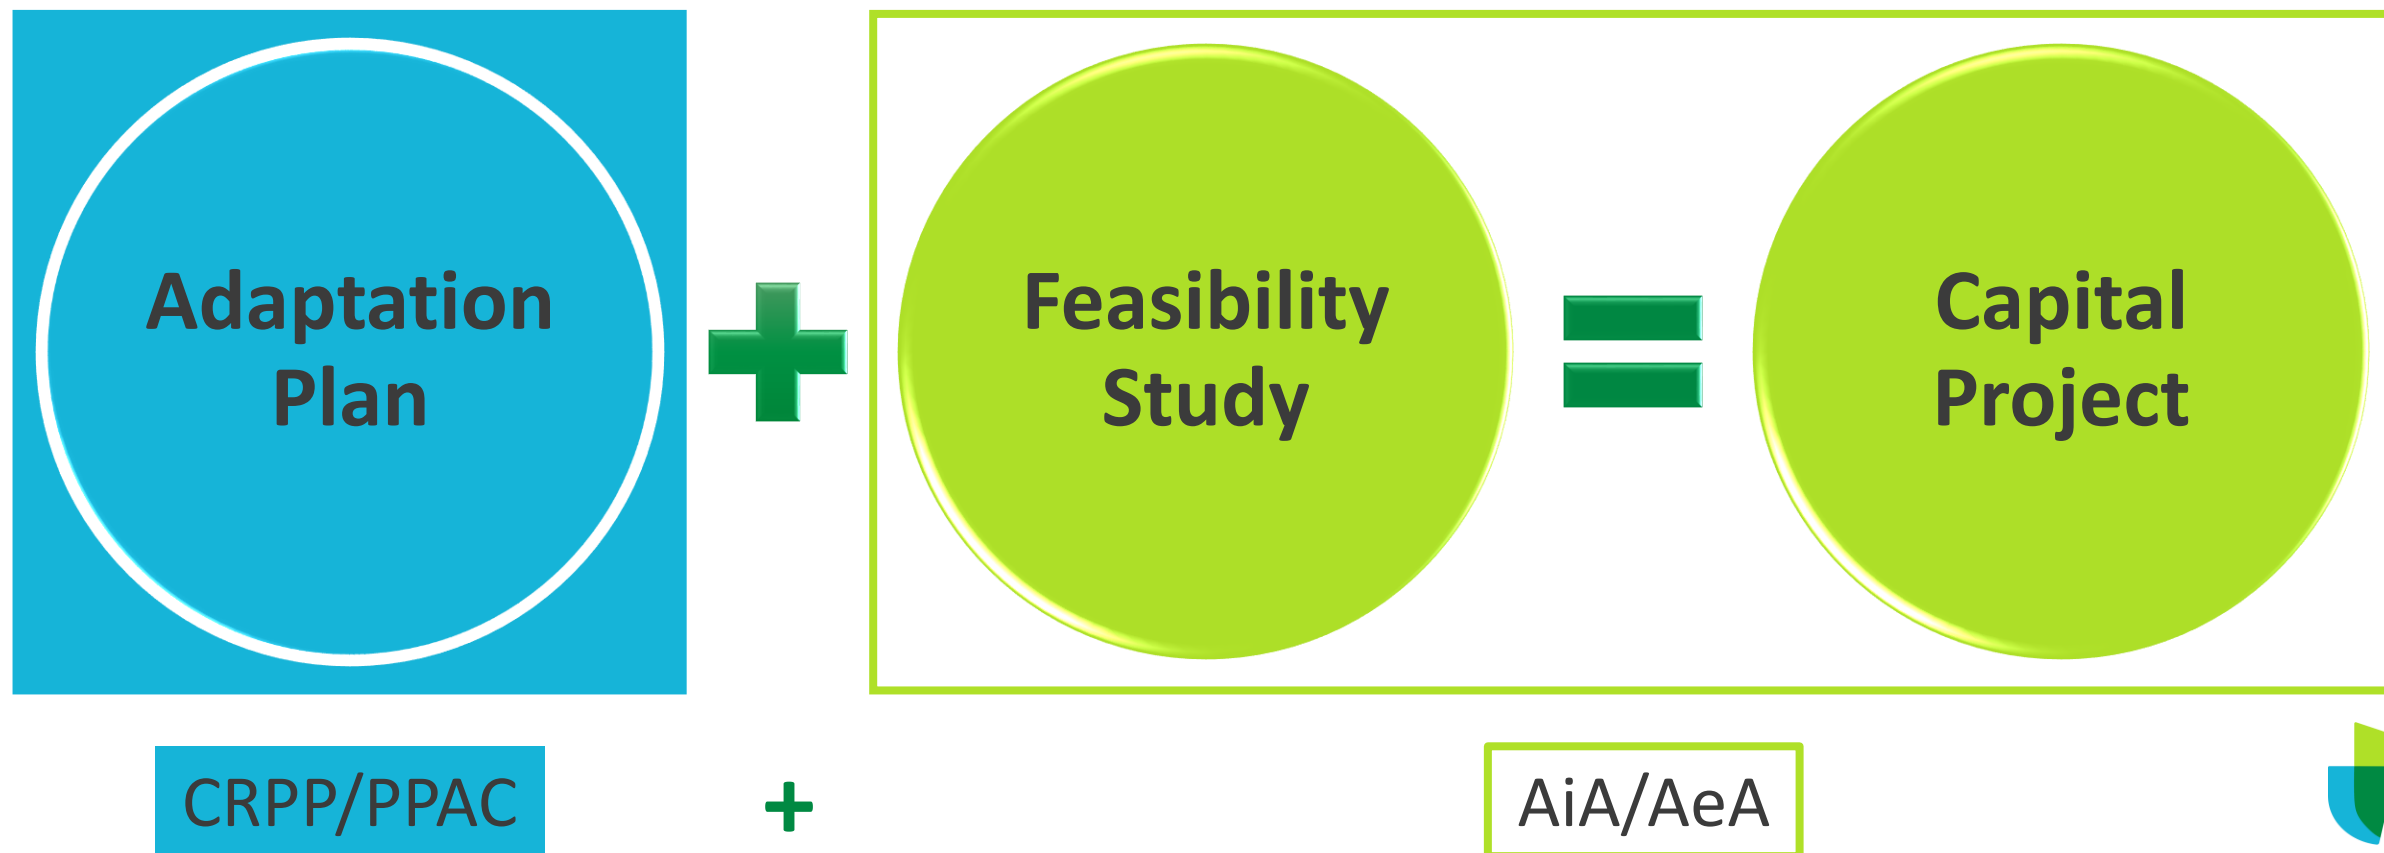 Adaptation
Plan
+
Feasibility
Study
=
Capital
Project
CRPP/PPAC
+
AiA/AeA